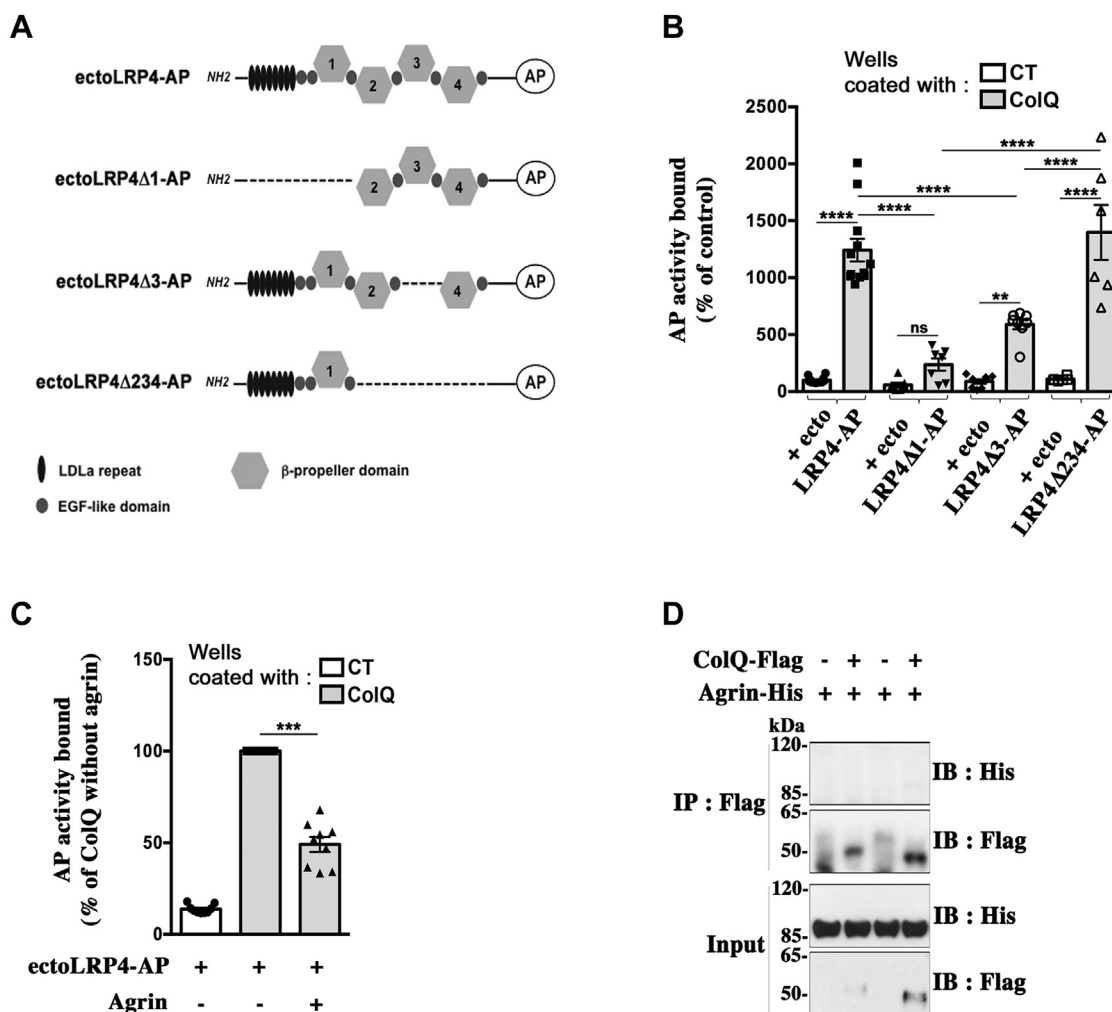 A
ectoLRP4-AP
NH2
1
2
3
4
AP
ectoLRP4Δ1-AP
NH2
2
3
4
AP
ectoLRP4Δ3-AP
NH2
1
2
4
AP
ectoLRP4Δ234-AP
NH2
1
AP
LDLa repeat
β-propeller domain
EGF-like domain
B
Wells
coated with :
CT
ColQ
AP activity bound
(% of control)
2500
2000
1500
1000
500
0
****
****
****
****
****
****
ns
**
+ ecto
LRP4-AP
+ ecto
LRP4Δ1-AP
+ ecto
LRP4Δ3-AP
+ ecto
LRP4Δ234-AP
C
Wells
coated with :
CT
ColQ
AP activity bound
(% of ColQ without agrin)
150
100
50
0
***
ectoLRP4-AP + + +
Agrin - - +
D
ColQ-Flag - + - +
Agrin-His + + + +
kDa
IP : Flag
120-
85-
IB : His
65-
50-
IB : Flag
Input
120-
85-
IB : His
65-
50-
IB : Flag